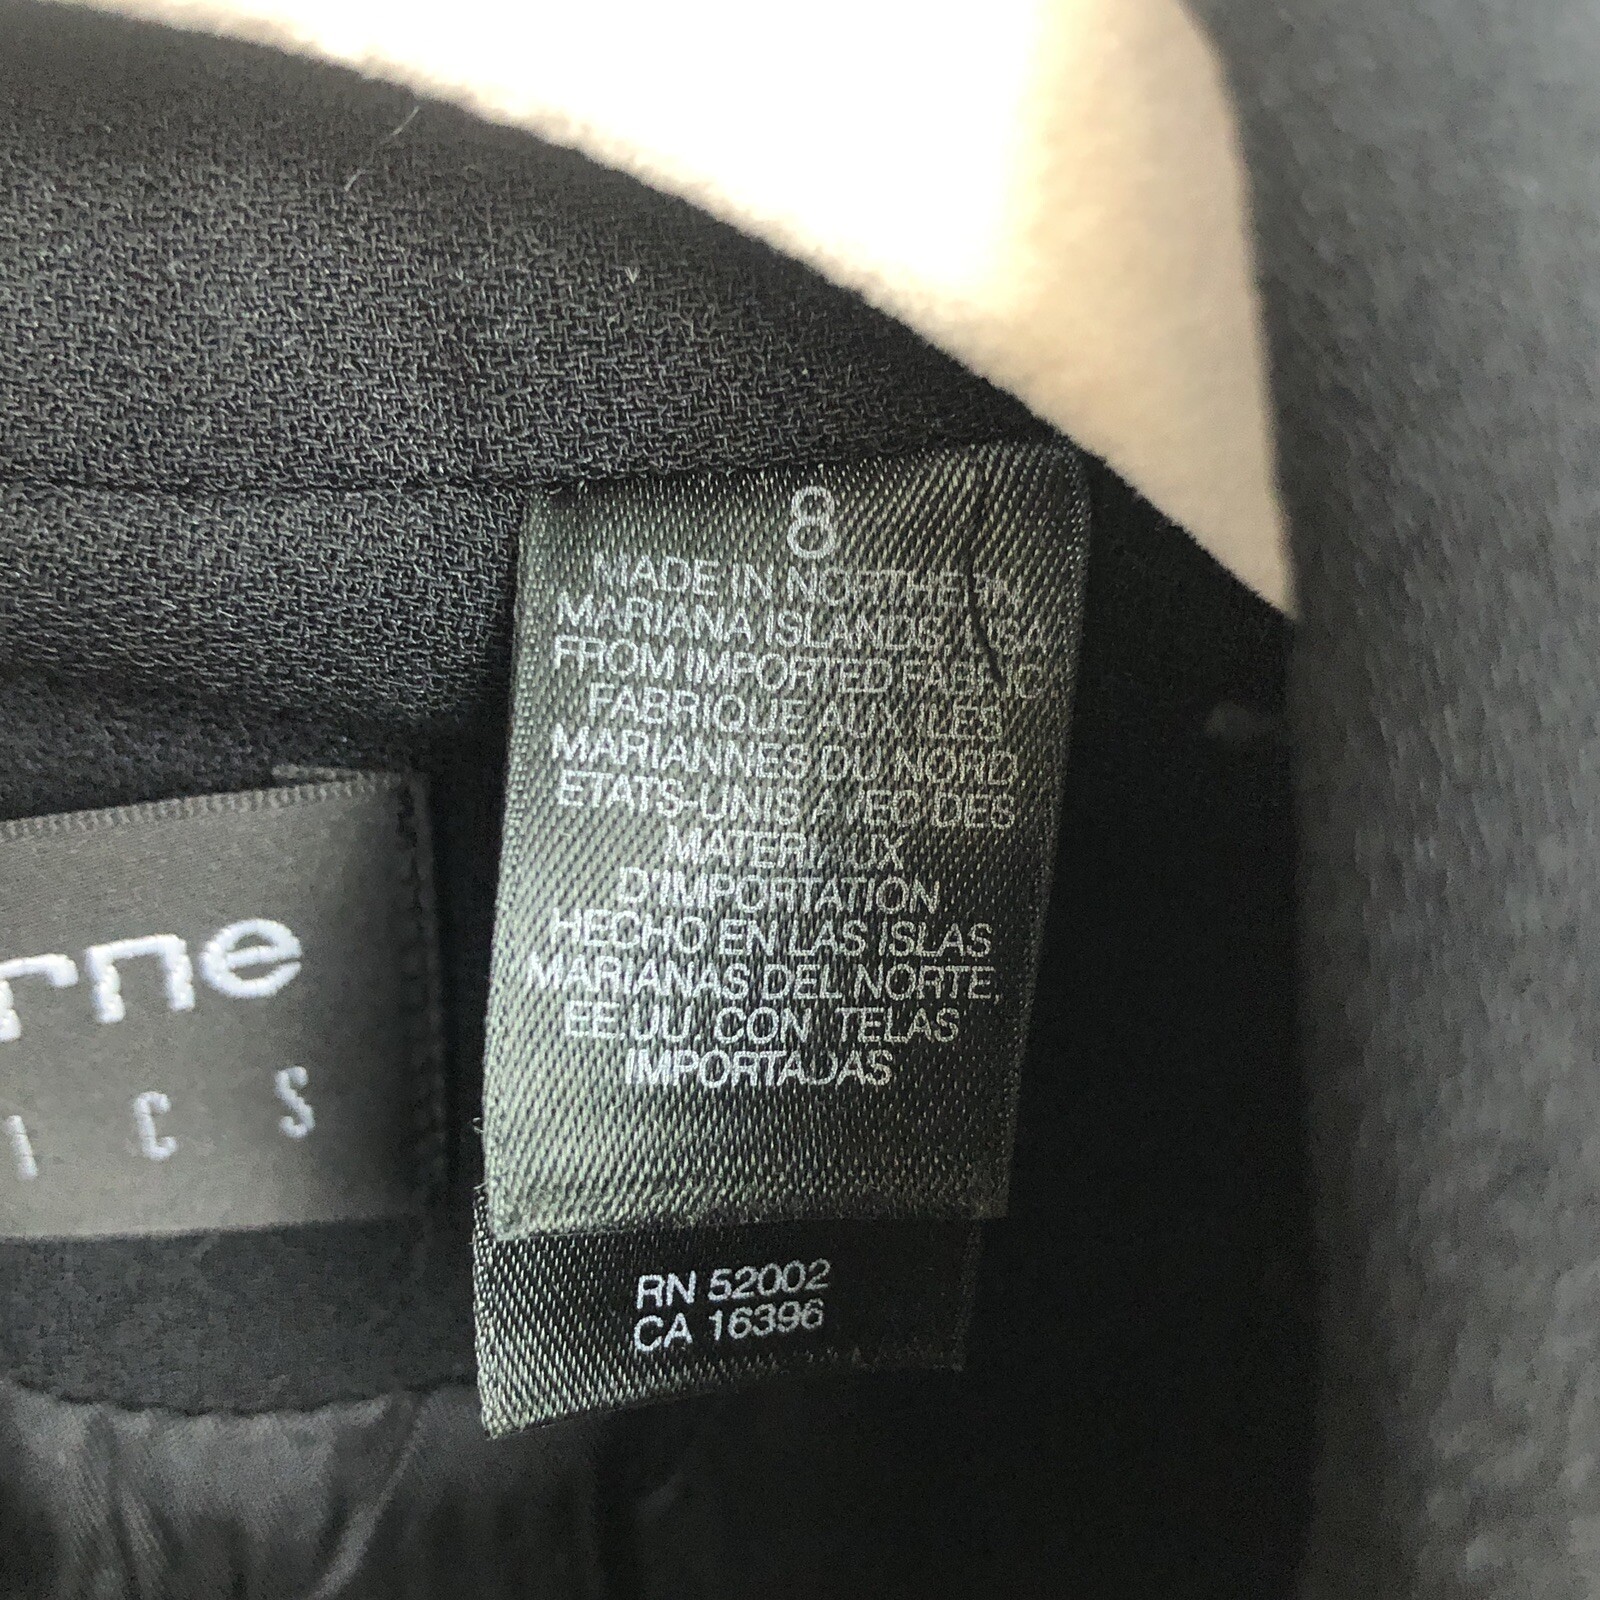 8
MADE IN NORTHERN
MARIANA ISLANDS, USA
FROM IMPORTED FABRIC
FABRIQUE AUX ILES
MARIANNES DU NORD
ETATS-UNIS AVEC DES
MATERIAUX
D'IMPORTATION
HECHO EN LAS ISLAS
MARIANAS DEL NORTE,
EE UU. CON TELAS
IMPORTADAS
rne
I C S
RN 52002
CA 16396